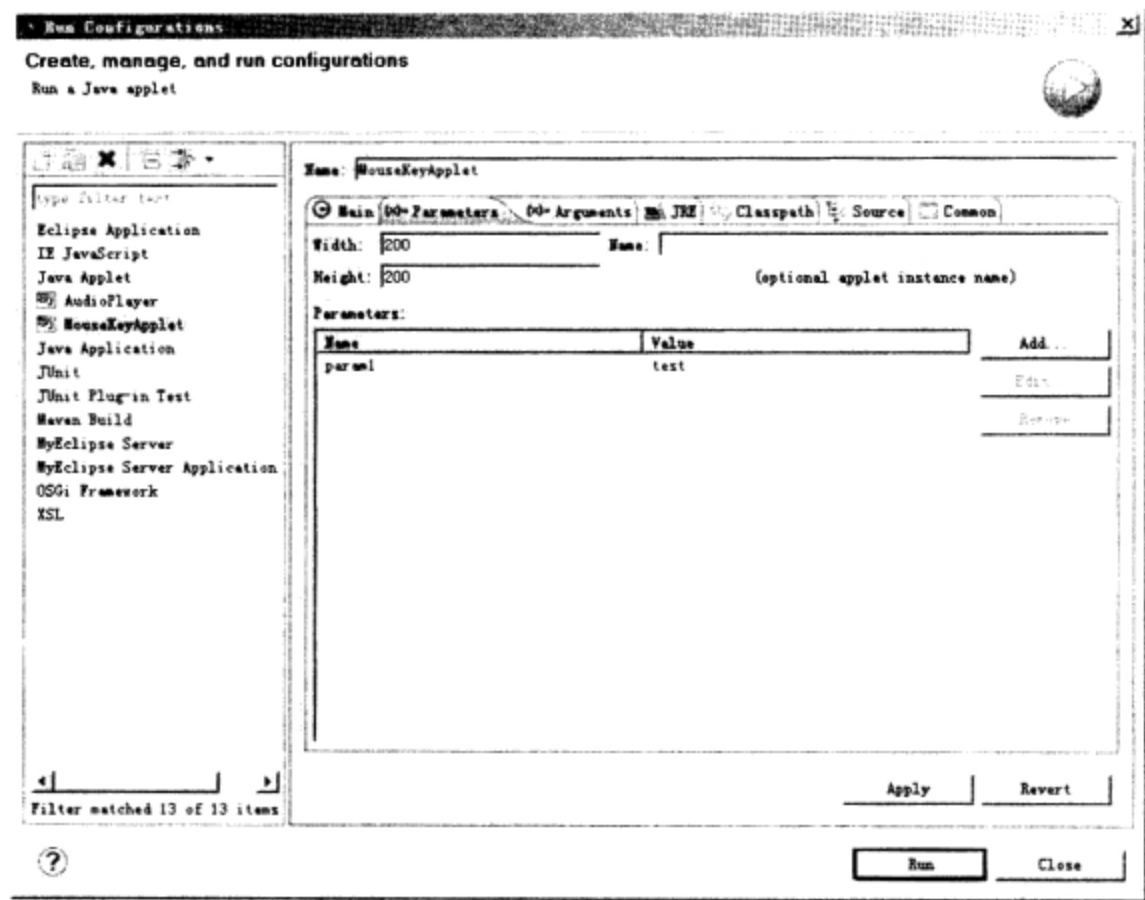 Run Configurations
Create, manage, and run configurations
Run a Java applet
type filter text
Eclipse Application
IE JavaScript
Java Applet
AudioPlayer
MouseKeyApplet
Java Application
JUnit
JUnit Plug-in Test
Maven Build
MyEclipse Server
MyEclipse Server Application
OSGi Framework
XSL
Filter matched 13 of 13 items
Name: MouseKeyApplet
Main (x)= Parameters (x)= Arguments JRE Classpath Source Common
Width: 200 Name:
Height: 200 (optional applet instance name)
Parameters:
Name Value
param1 test
Add...
Edit...
Remove
Apply Revert
? Run Close